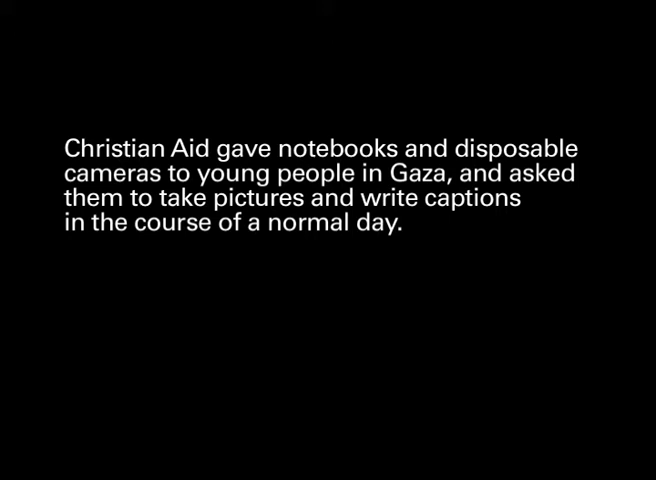 Christian Aid gave notebooks and disposable
cameras to young people in Gaza, and asked
them to take pictures and write captions
in the course of a normal day.